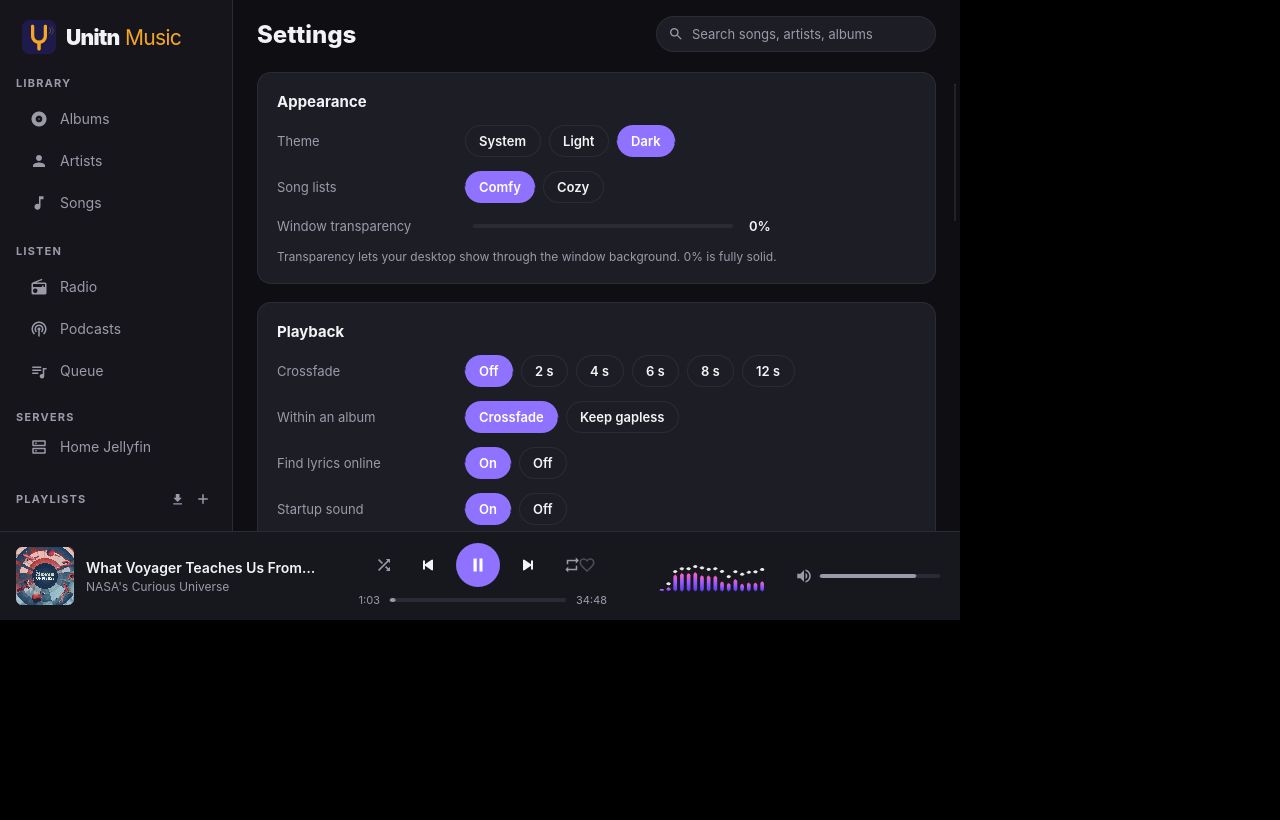 Unitn Music
LIBRARY
Albums
Artists
Songs
LISTEN
Radio
Podcasts
Queue
SERVERS
Home Jellyfin
PLAYLISTS
Settings
Search songs, artists, albums
Appearance
Theme System Light Dark
Song lists Comfy Cozy
Window transparency 0%
Transparency lets your desktop show through the window background. 0% is fully solid.
Playback
Crossfade Off 2 s 4 s 6 s 8 s 12 s
Within an album Crossfade Keep gapless
Find lyrics online On Off
Startup sound On Off
What Voyager Teaches Us From...
NASA's Curious Universe
1:03 34:48